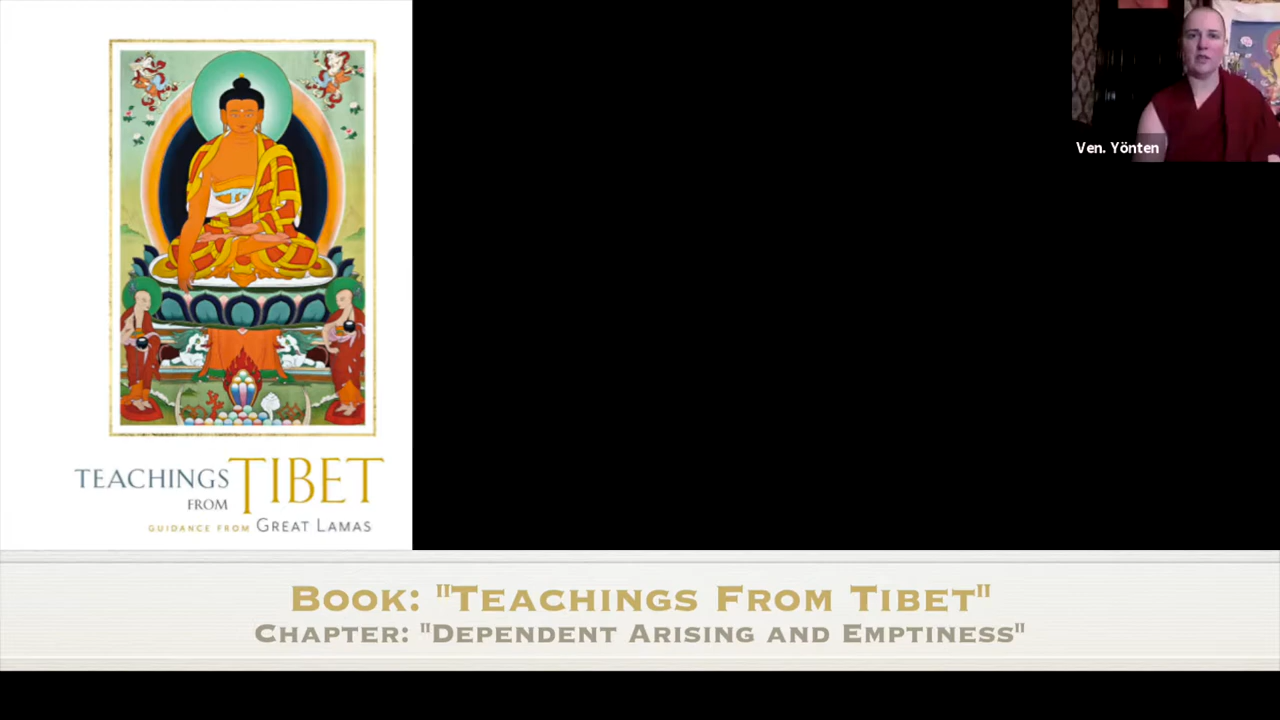 Ven. Yönten
TEACHINGS
FROM
TIBET
GUIDANCE FROM GREAT LAMAS
BOOK: "TEACHINGS FROM TIBET"
CHAPTER: "DEPENDENT ARISING AND EMPTINESS"